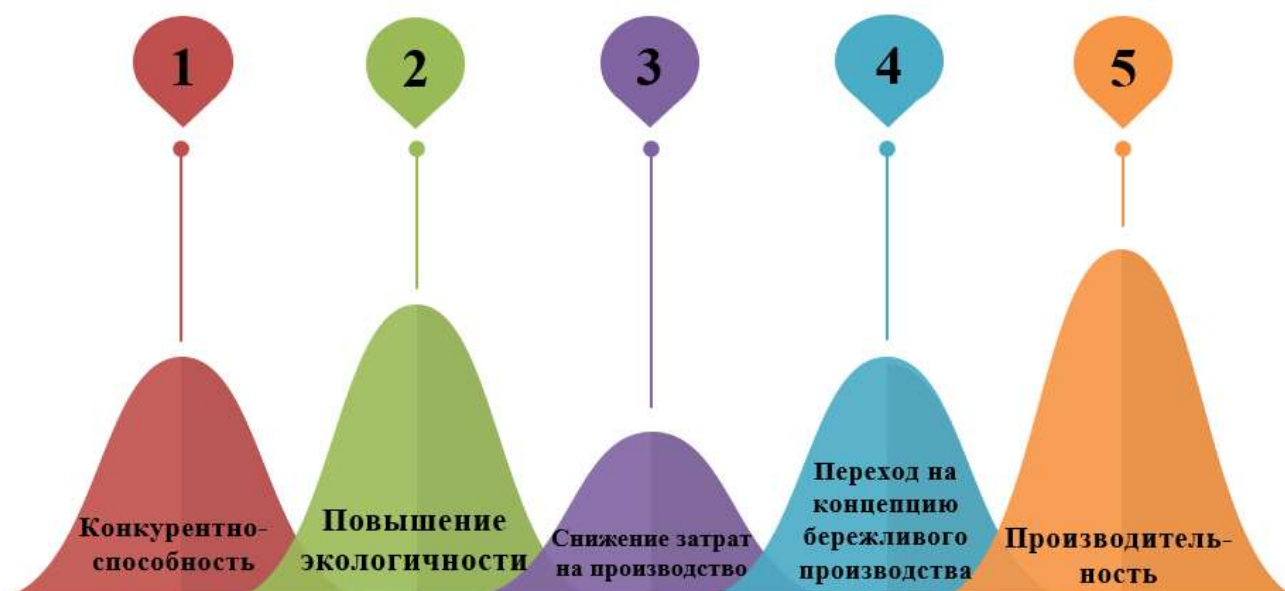 1
2
3
4
5
Конкурентно-
способность
Повышение
экологичности
Снижение затрат
на производство
Переход на
концепцию
бережливого
производства
Производитель-
ность